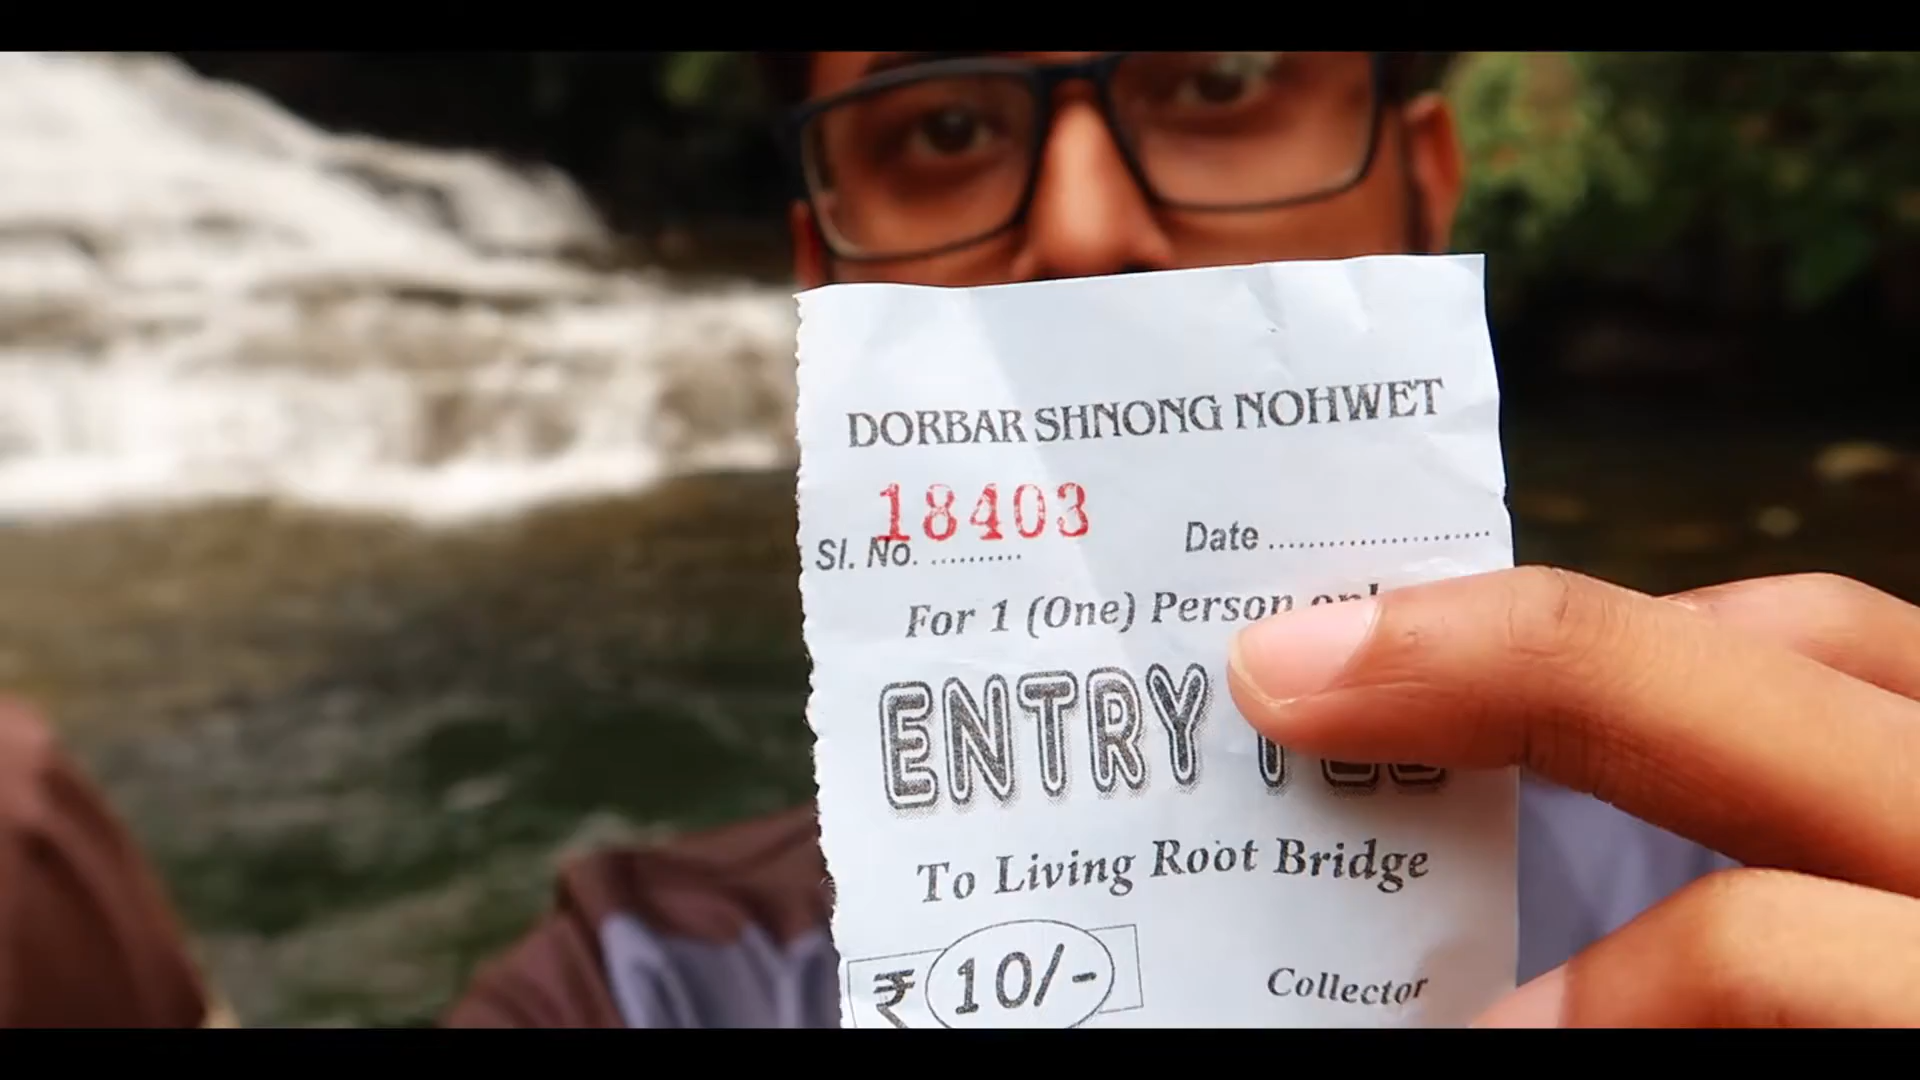 DORBAR SHNONG NOHWET
18403
Sl. No. .......... Date ......................
For 1 (One) Person
ENTRY
To Living Root Bridge
₹ 10/-
Collector